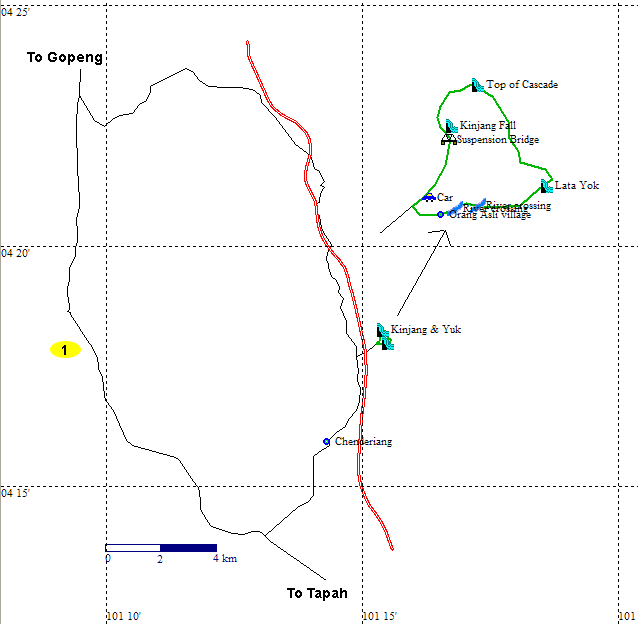 04 25'
To Gopeng
Top of Cascade
Kinjang Fall
Suspension Bridge
Lata Yok
Car
River crossing
River crossing
Orang Asli village
04 20'
Kinjang & Yuk
1
Chenderiang
04 15'
0 2 4 km
To Tapah
101 10'
101 15'
101